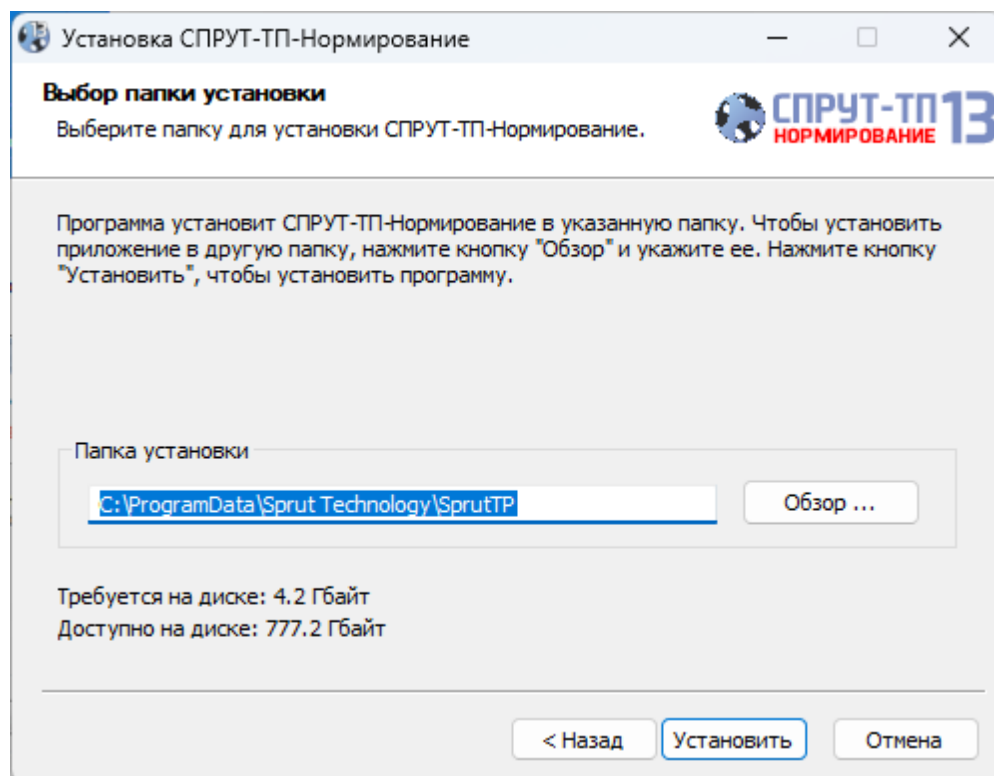 Установка СПРУТ-ТП-Нормирование
Выбор папки установки
Выберите папку для установки СПРУТ-ТП-Нормирование.
СПРУТ-ТП 13
НОРМИРОВАНИЕ
Программа установит СПРУТ-ТП-Нормирование в указанную папку. Чтобы установить
приложение в другую папку, нажмите кнопку "Обзор" и укажите ее. Нажмите кнопку
"Установить", чтобы установить программу.
Папка установки
C:\ProgramData\Sprut Technology\SprutTP
Обзор ...
Требуется на диске: 4.2 Гбайт
Доступно на диске: 777.2 Гбайт
< Назад
Установить
Отмена